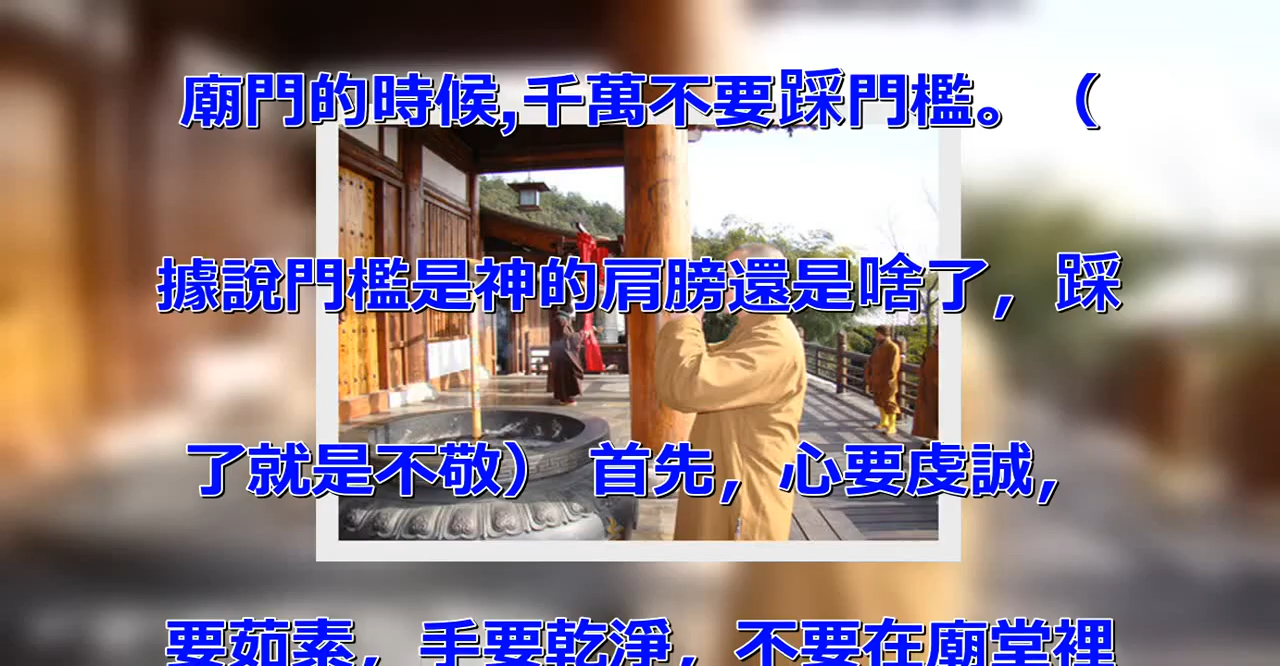 廟門的時候,千萬不要踩門檻。（
據說門檻是神的肩膀還是啥了，踩
了就是不敬） 首先，心要虔誠，
要茹素，手要乾淨，不要在廟堂裡